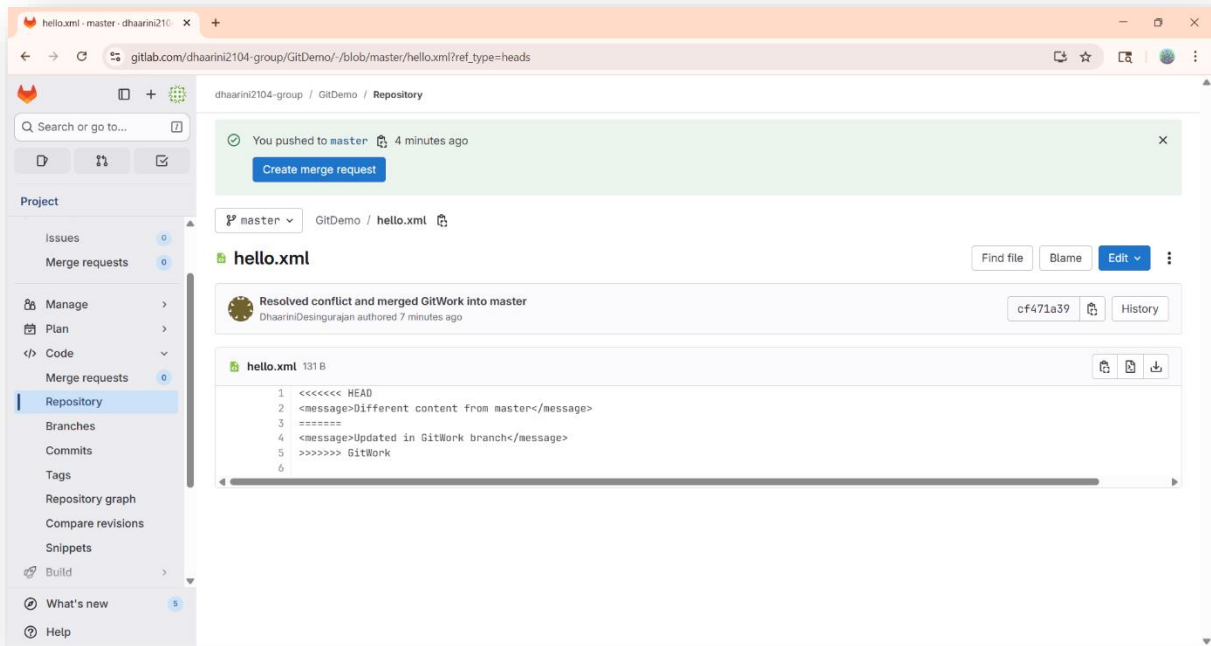 hello.xml · master · dhaarini210
gitlab.com/dhaarini2104-group/GitDemo/-/blob/master/hello.xml?ref_type=heads
dhaarini2104-group / GitDemo / Repository
Search or go to... /
You pushed to master 4 minutes ago
Create merge request
Project
master GitDemo / hello.xml
Issues 0
Merge requests 0
hello.xml Find file Blame Edit
Manage
Plan
Code
Merge requests 0
Repository
Branches
Commits
Tags
Repository graph
Compare revisions
Snippets
Build
What's new 5
Help
Resolved conflict and merged GitWork into master
DhaariniDesingurajan authored 7 minutes ago
cf471a39 History
hello.xml 131 B
1 <<<<<<< HEAD
2 <message>Different content from master</message>
3 =======
4 <message>Updated in GitWork branch</message>
5 >>>>>>> GitWork
6